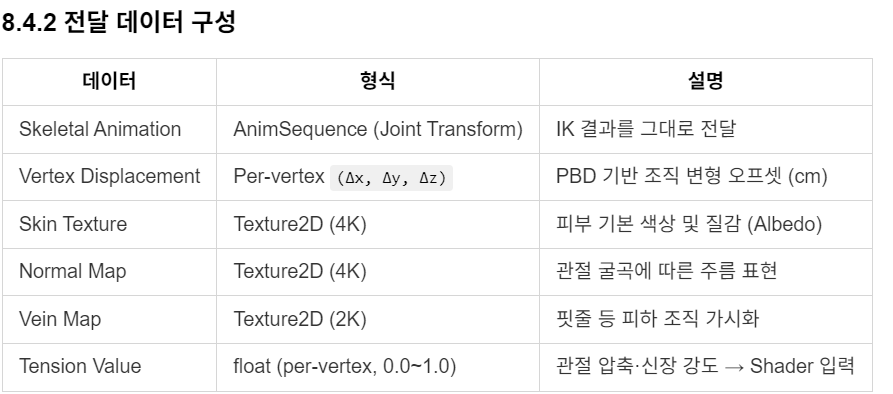 8.4.2 전달 데이터 구성
데이터 형식 설명
Skeletal Animation AnimSequence (Joint Transform) IK 결과를 그대로 전달
Vertex Displacement Per-vertex (Δx, Δy, Δz) PBD 기반 조직 변형 오프셋 (cm)
Skin Texture Texture2D (4K) 피부 기본 색상 및 질감 (Albedo)
Normal Map Texture2D (4K) 관절 굴곡에 따른 주름 표현
Vein Map Texture2D (2K) 핏줄 등 피하 조직 가시화
Tension Value float (per-vertex, 0.0~1.0) 관절 압축·신장 강도 → Shader 입력